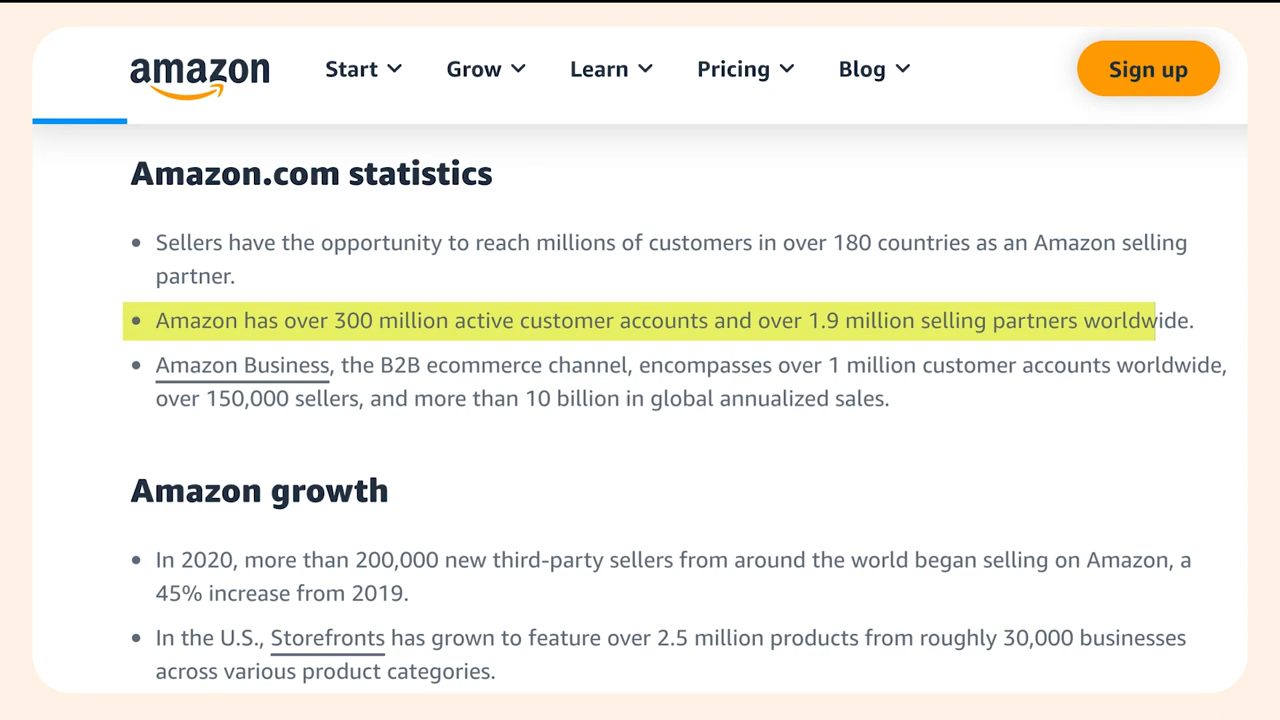 amazon Start Grow Learn Pricing Blog Sign up
Amazon.com statistics
Sellers have the opportunity to reach millions of customers in over 180 countries as an Amazon selling
partner.
Amazon has over 300 million active customer accounts and over 1.9 million selling partners worldwide.
Amazon Business, the B2B ecommerce channel, encompasses over 1 million customer accounts worldwide,
over 150,000 sellers, and more than 10 billion in global annualized sales.
Amazon growth
In 2020, more than 200,000 new third-party sellers from around the world began selling on Amazon, a
45% increase from 2019.
In the U.S., Storefronts has grown to feature over 2.5 million products from roughly 30,000 businesses
across various product categories.